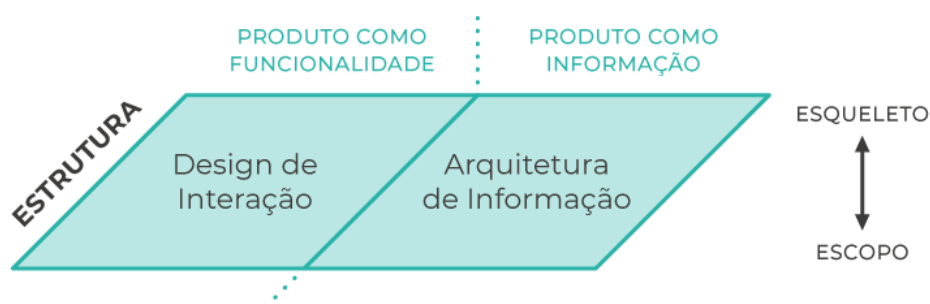 PRODUTO COMO
FUNCIONALIDADE
PRODUTO COMO
INFORMAÇÃO
ESTRUTURA
Design de
Interação
Arquitetura
de Informação
ESQUELETO
ESCOPO